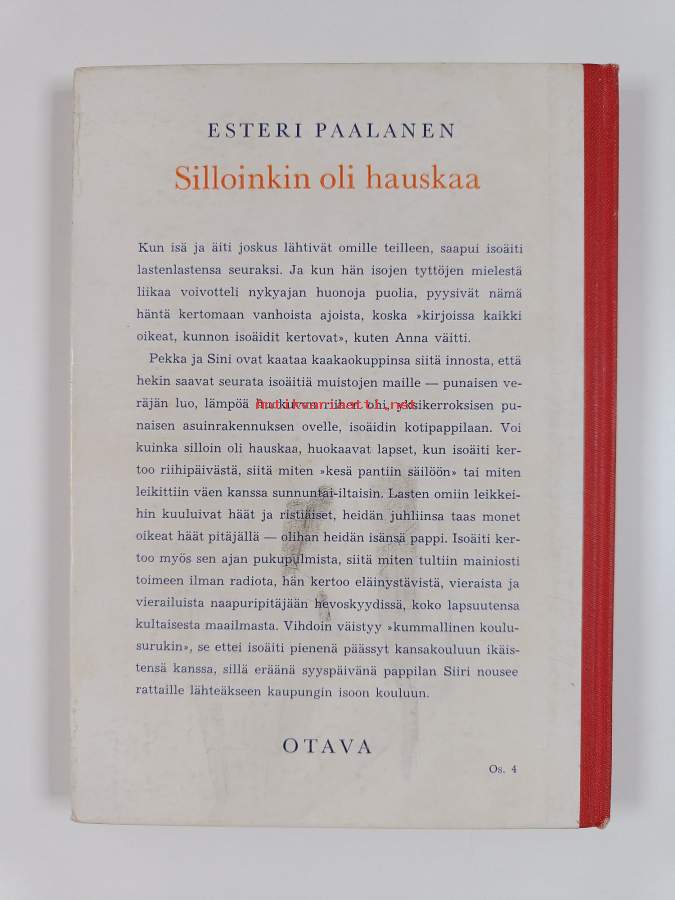 ESTERI PAALANEN
Silloinkin oli hauskaa
Kun isä ja äiti joskus lähtivät omille teilleen, saapui isoäiti
lastenlastensa seuraksi. Ja kun hän isojen tyttöjen mielestä
liikaa voivotteli nykyajan huonoja puolia, pyysivät nämä
häntä kertomaan vanhoista ajoista, koska »kirjoissa kaikki
oikeat, kunnon isoäidit kertovat», kuten Anna väitti.
Pekka ja Sini ovat kaataa kaakaokuppinsa siitä innosta, että
hekin saavat seurata isoäitiä muistojen maille — punaisen ve-
räjän luo, lämpöä huokuvan riihen ohi, yksikerroksisen pu-
Antikvariaatti.net
naisen asuinrakennuksen ovelle, isoäidin kotipappilaan. Voi
kuinka silloin oli hauskaa, huokaavat lapset, kun isoäiti ker-
too riihipäivästä, siitä miten »kesä pantiin säilöön» tai miten
leikittiin väen kanssa sunnuntai-iltaisin. Lasten omiin leikkei-
hin kuuluivat häät ja ristiäiset, heidän juhliinsa taas monet
oikeat häät pitäjällä — olihan heidän isänsä pappi. Isoäiti ker-
too myös sen ajan pukupulmista, siitä miten tultiin mainiosti
toimeen ilman radiota, hän kertoo eläinystävistä, vieraista ja
vierailuista naapuripitäjään hevoskyydissä, koko lapsuutensa
kultaisesta maailmasta. Vihdoin väistyy »kummallinen koulu-
surukin», se ettei isoäiti pienenä päässyt kansakouluun ikäis-
tensä kanssa, sillä eräänä syyspäivänä pappilan Siiri nousee
rattaille lähteäkseen kaupungin isoon kouluun.
OTAVA
Os. 4